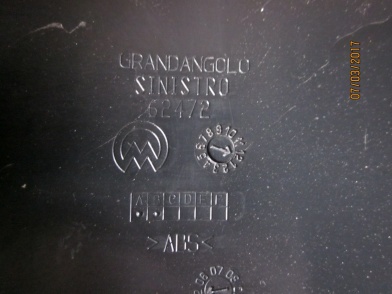 GRANDANGOLO
SINISTRO
62472
A B C D E F
>ABS<
07/03/2017